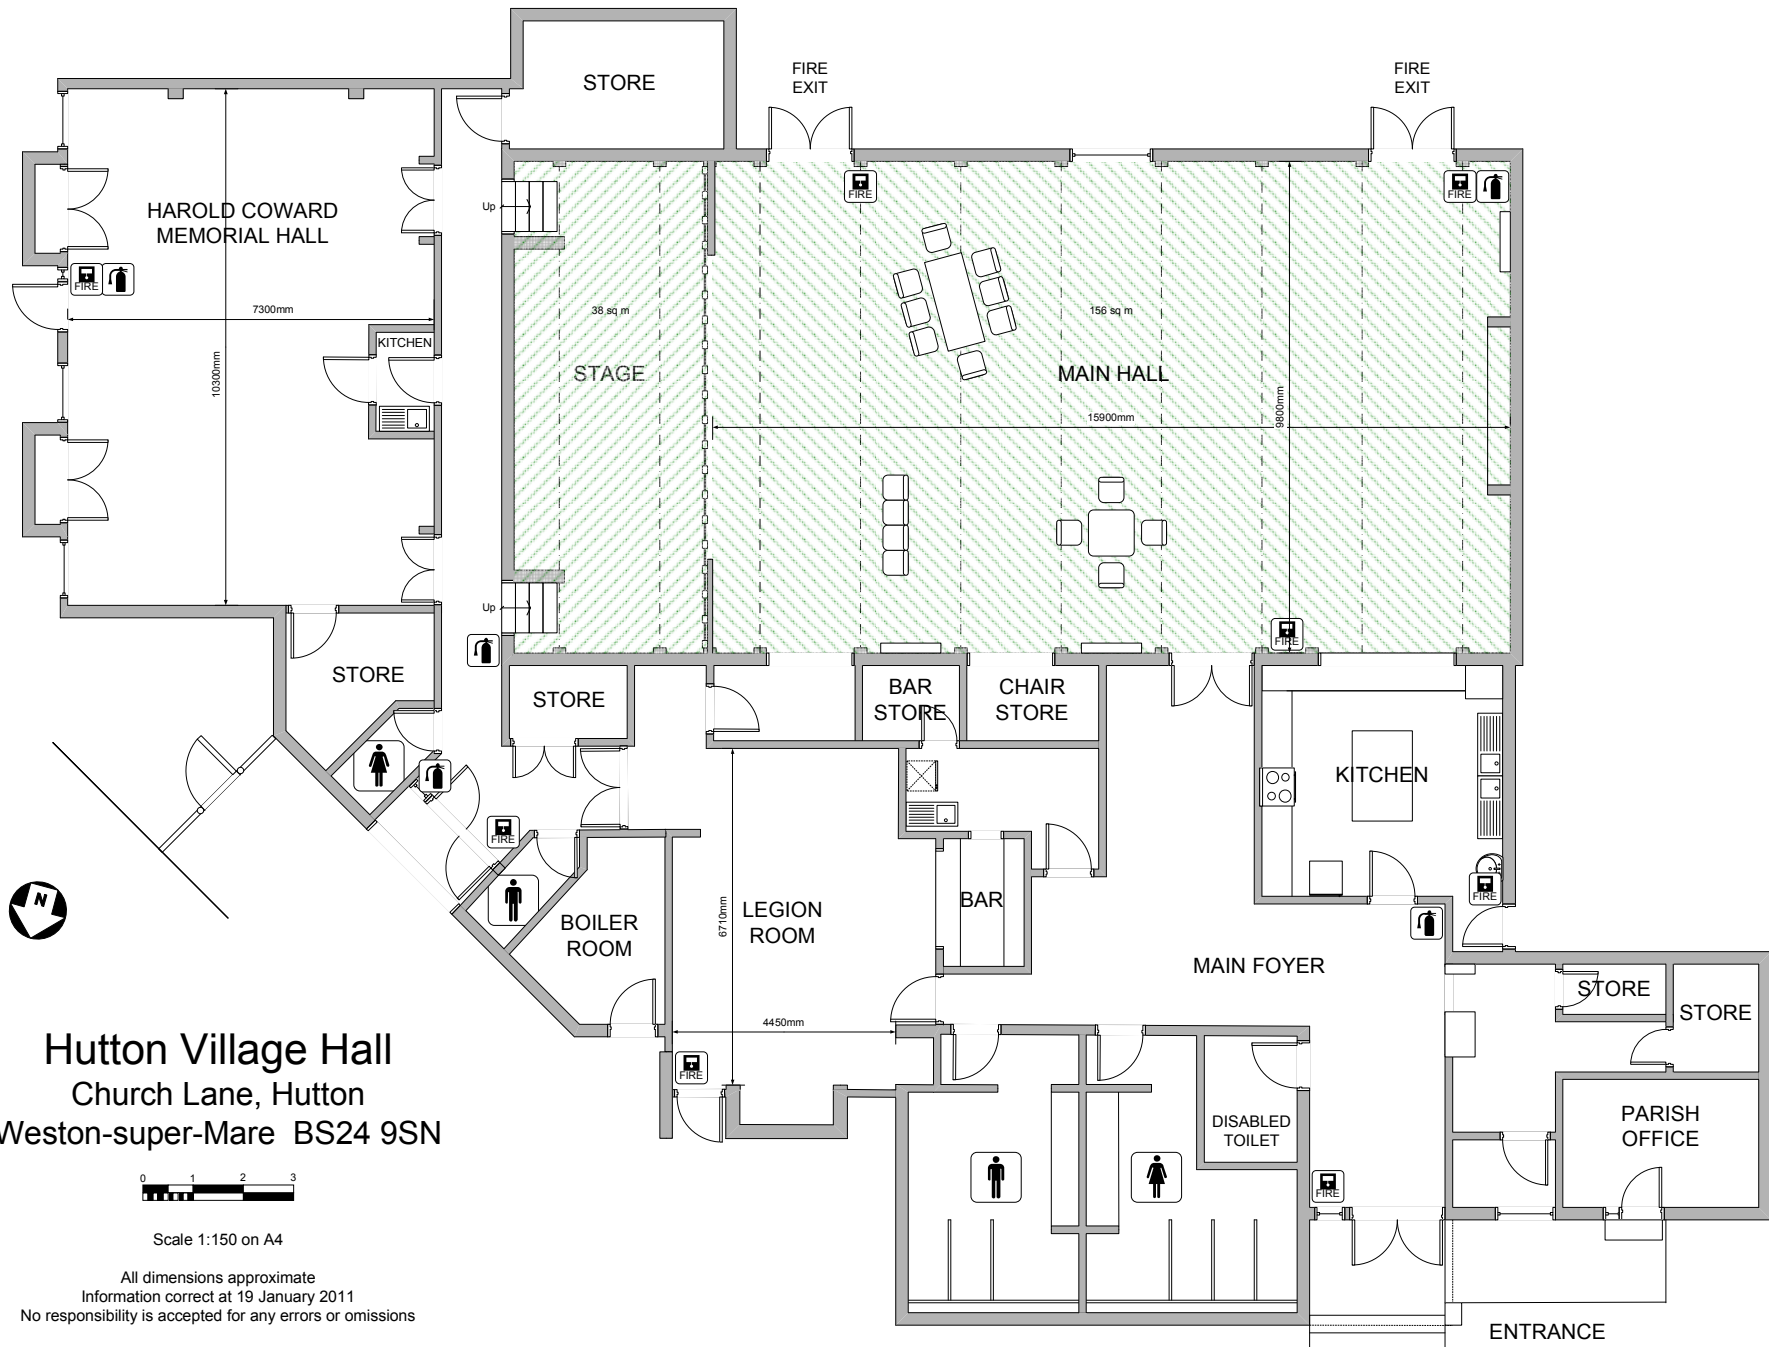 STORE
FIRE
EXIT
FIRE
EXIT
HAROLD COWARD
MEMORIAL HALL
Up
FIRE
FIRE
FIRE
7300mm
10300mm
KITCHEN
38 sq m
156 sq m
STAGE
MAIN HALL
15900mm
9800mm
Up
FIRE
STORE
STORE
BAR
STORE
CHAIR
STORE
KITCHEN
FIRE
FIRE
N
BOILER
ROOM
6710mm
LEGION
ROOM
BAR
MAIN FOYER
STORE
STORE
4450mm
FIRE
Hutton Village Hall
Church Lane, Hutton
Weston-super-Mare BS24 9SN
DISABLED
TOILET
PARISH
OFFICE
FIRE
0 1 2 3
Scale 1:150 on A4
All dimensions approximate
Information correct at 19 January 2011
No responsibility is accepted for any errors or omissions
ENTRANCE